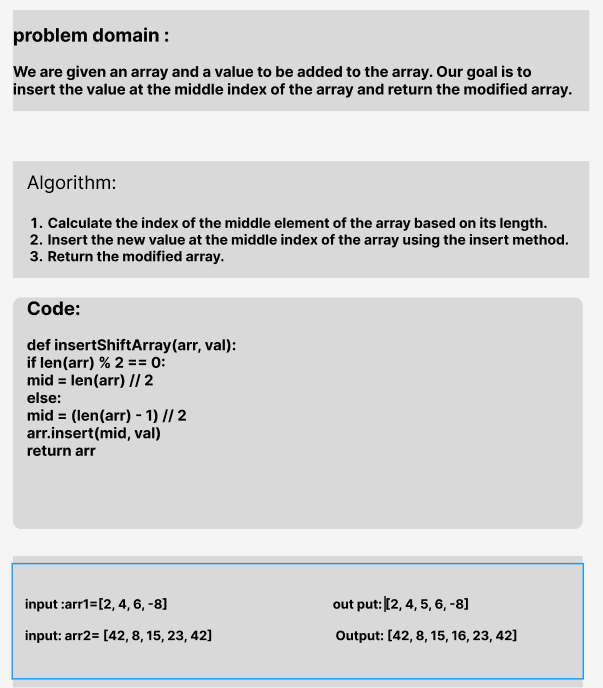 problem domain :
We are given an array and a value to be added to the array. Our goal is to
insert the value at the middle index of the array and return the modified array.
Algorithm:
1. Calculate the index of the middle element of the array based on its length.
2. Insert the new value at the middle index of the array using the insert method.
3. Return the modified array.
Code:
def insertShiftArray(arr, val):
if len(arr) % 2 == 0:
mid = len(arr) // 2
else:
mid = (len(arr) - 1) // 2
arr.insert(mid, val)
return arr
input :arr1=[2, 4, 6, -8] out put: [2, 4, 5, 6, -8]
input: arr2= [42, 8, 15, 23, 42] Output: [42, 8, 15, 16, 23, 42]